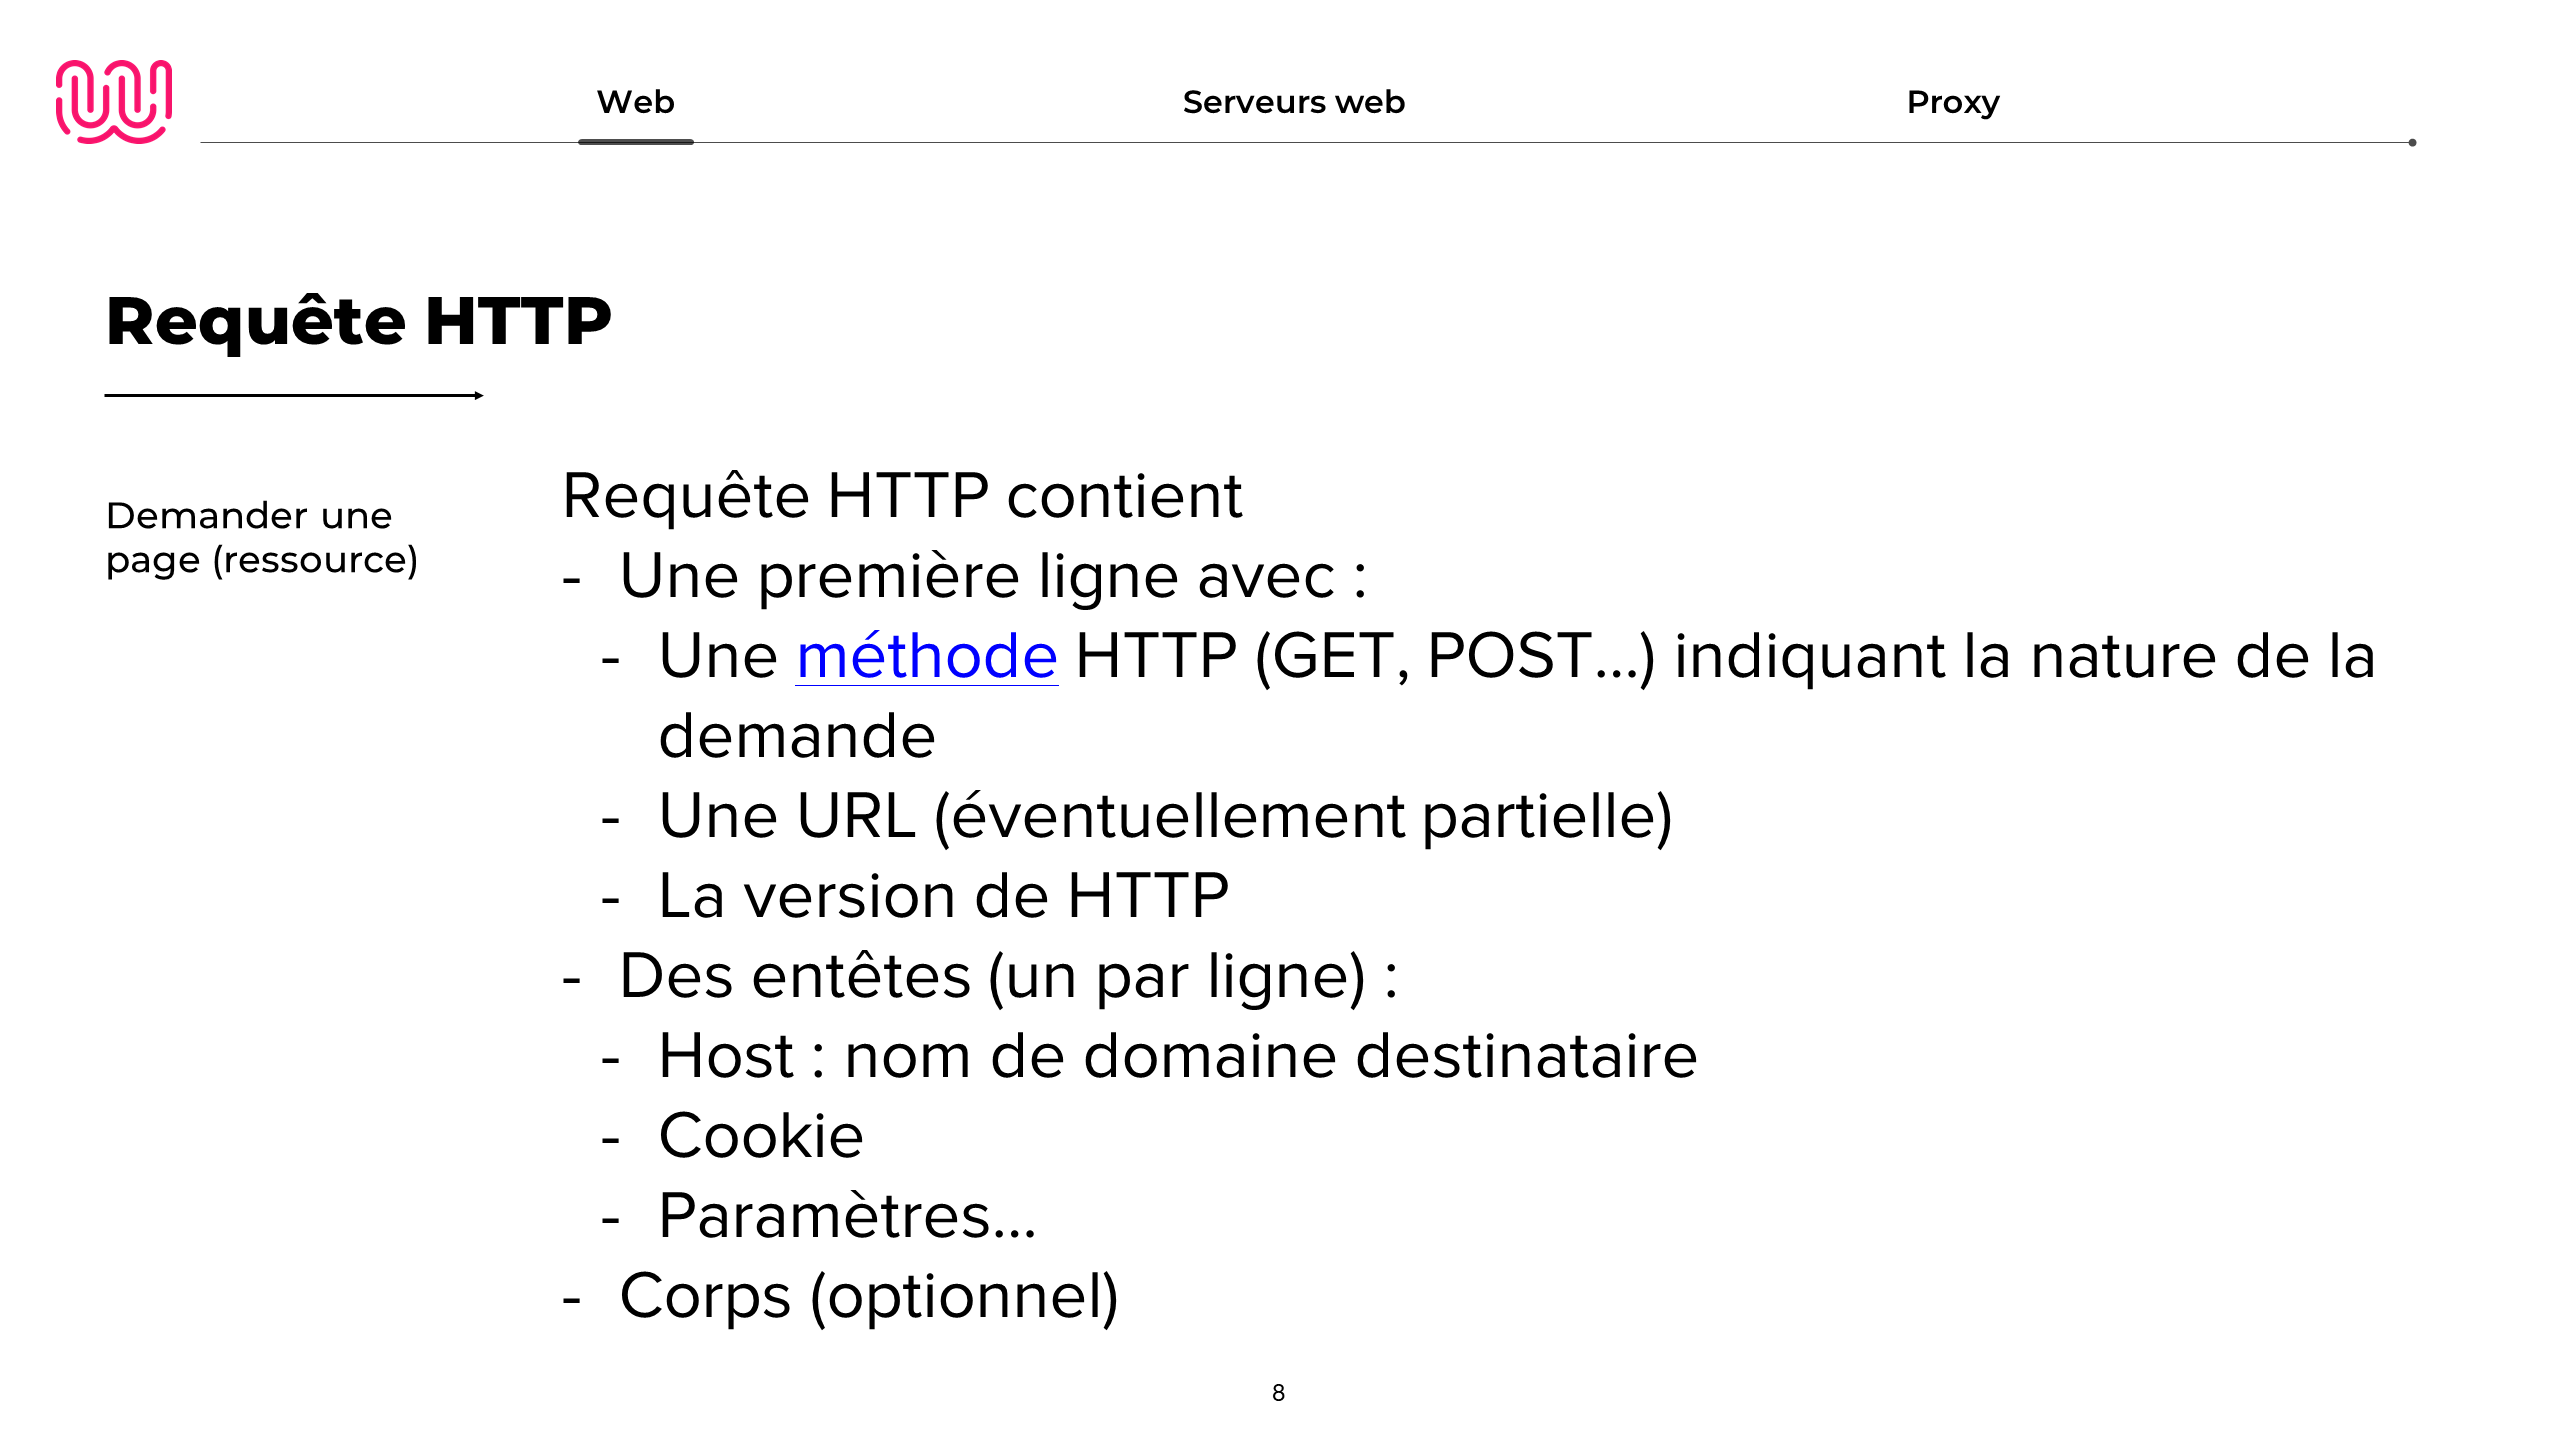 Web
Serveurs web
Proxy
Requête HTTP
Demander une
page (ressource)
Requête HTTP contient
- Une première ligne avec :
- Une méthode HTTP (GET, POST…) indiquant la nature de la
demande
- Une URL (éventuellement partielle)
- La version de HTTP
- Des entêtes (un par ligne) :
- Host : nom de domaine destinataire
- Cookie
- Paramètres…
- Corps (optionnel)
8